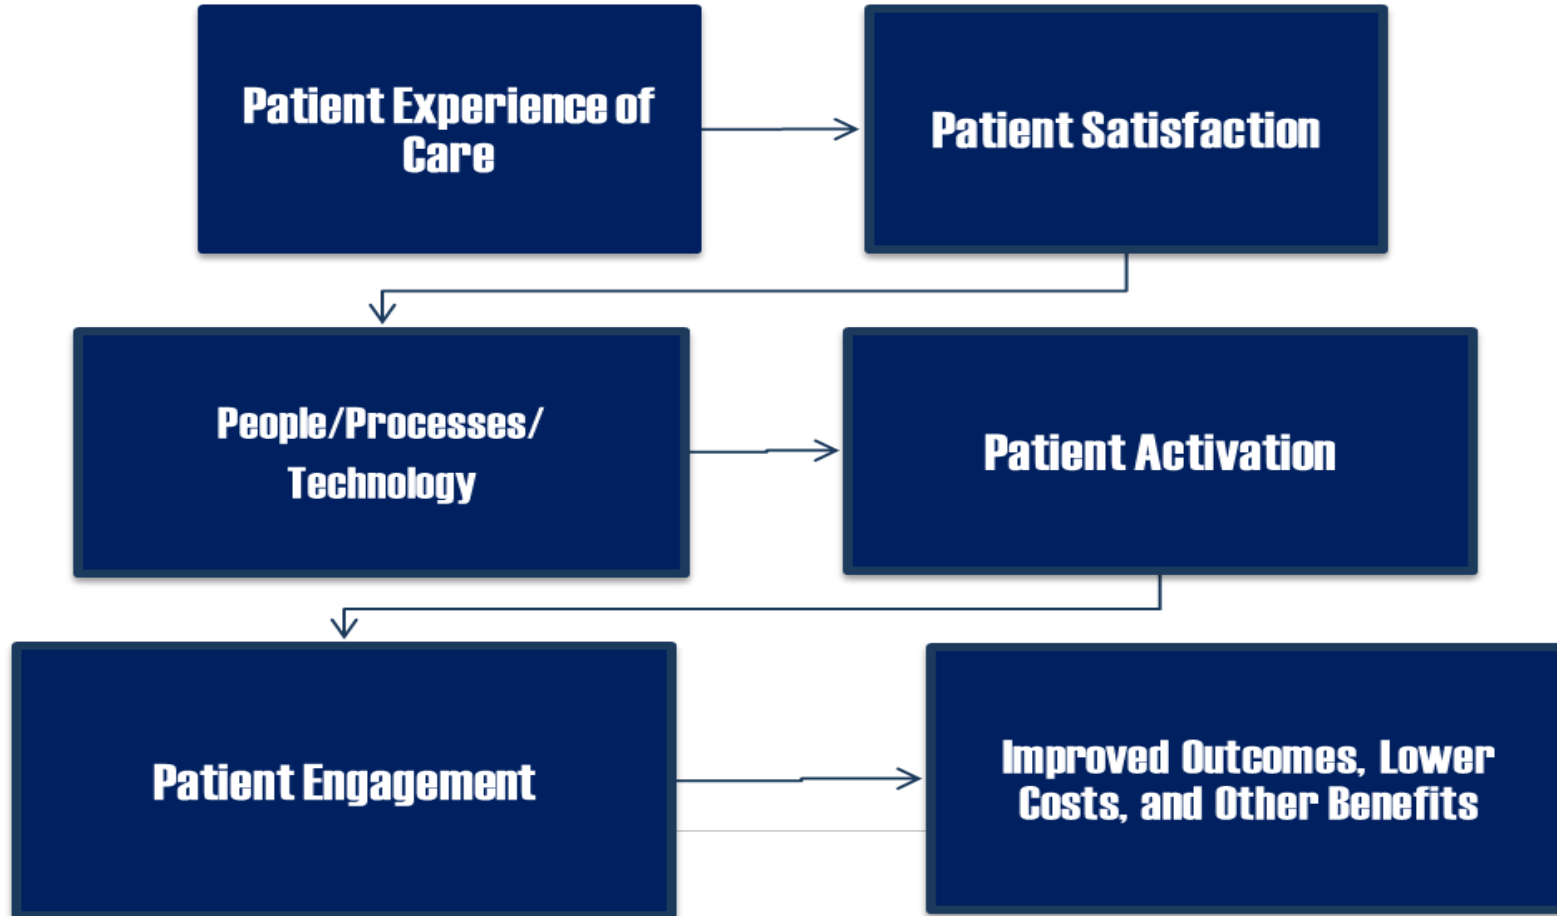 Patient Experience of
Care
Patient Satisfaction
People/Processes/
Technology
Patient Activation
Patient Engagement
Improved Outcomes, Lower
Costs, and Other Benefits